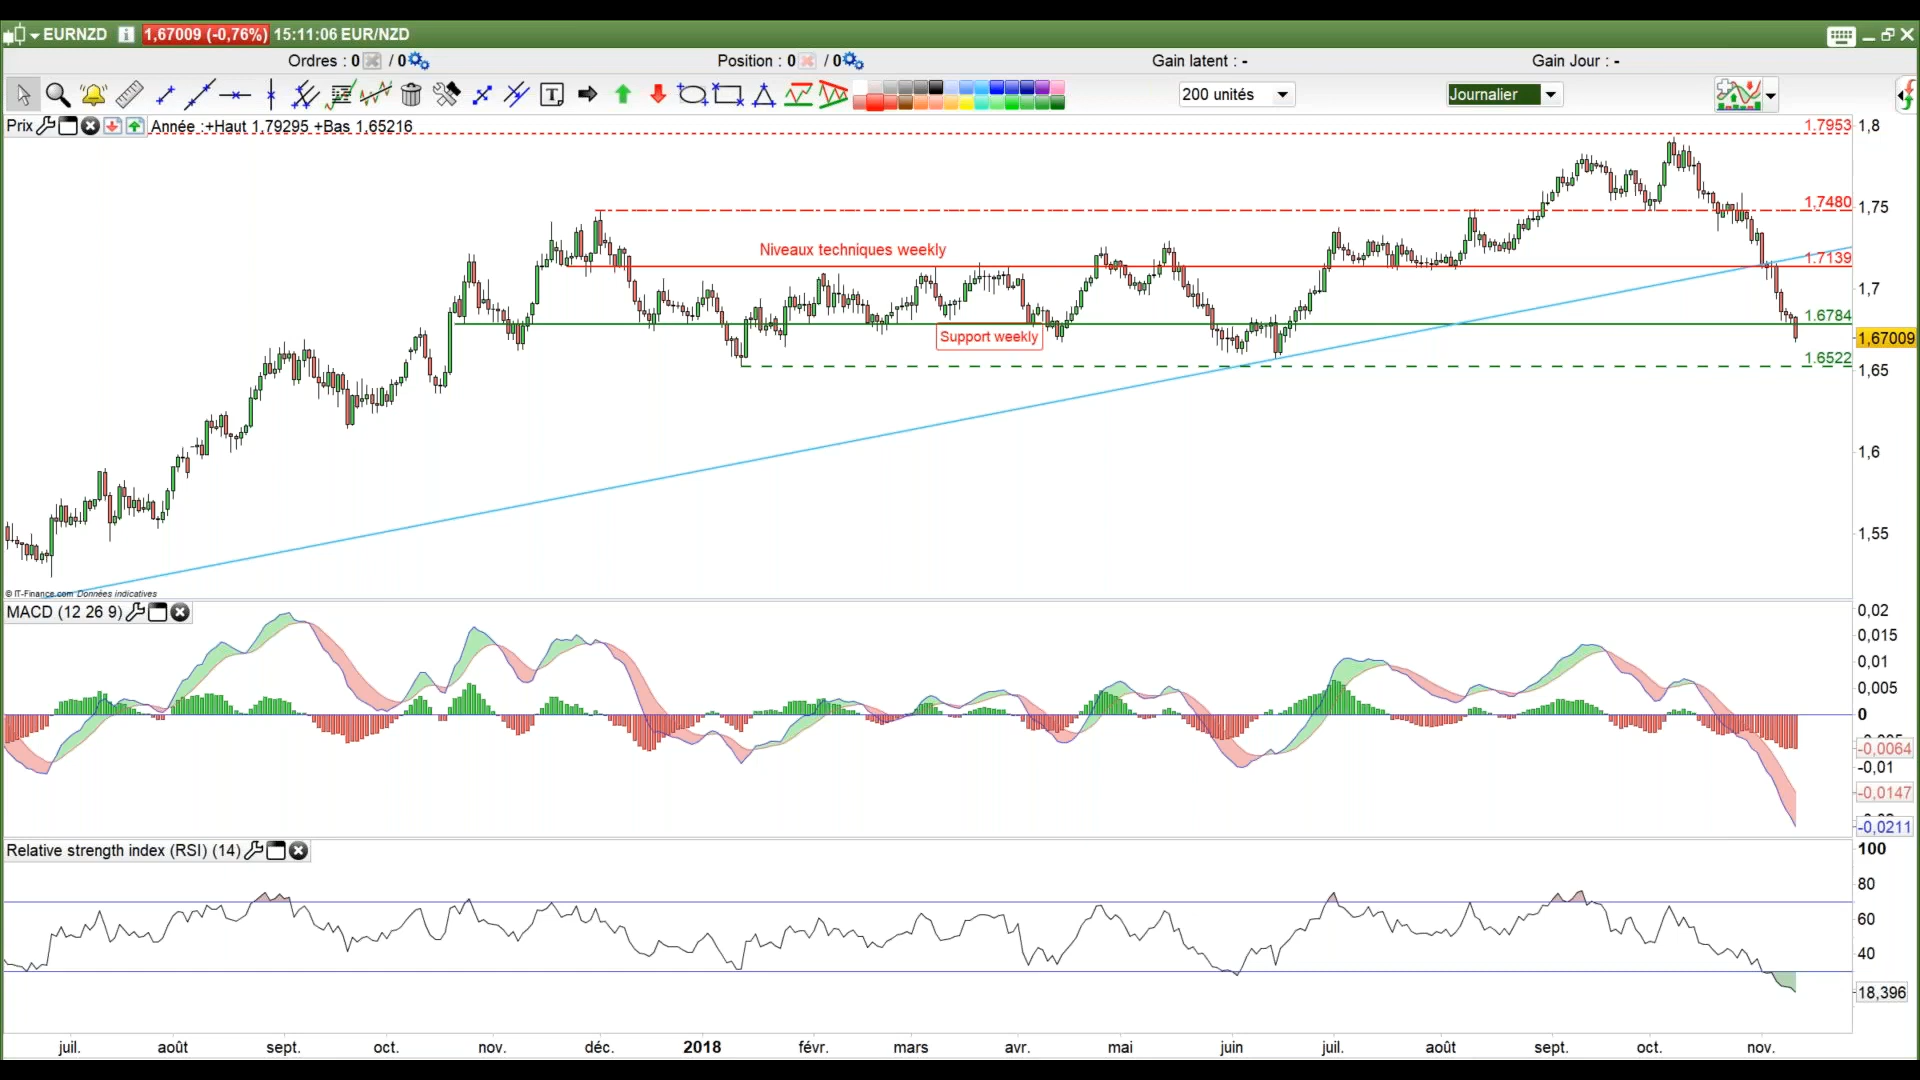 EURNZD 1,67009 (-0,76%) 15:11:06 EUR/NZD
Ordres : 0 / 0 Position : 0 / 0 Gain latent : - Gain Jour : -
200 unités Journalier
Prix Année :+Haut 1,79295 +Bas 1,65216
1.7953
1,8
1.7480
1,75
Niveaux techniques weekly
1.7139
1,7
1.6784
Support weekly
1,67009
1.6522
1,65
1,6
1,55
© IT-Finance.com Données indicatives
MACD (12 26 9)
0,02
0,015
0,01
0,005
0
-0,0064
-0,01
-0,0147
-0,0211
Relative strength index (RSI) (14)
100
80
60
40
18,396
juil. août sept. oct. nov. déc. 2018 févr. mars avr. mai juin juil. août sept. oct. nov.